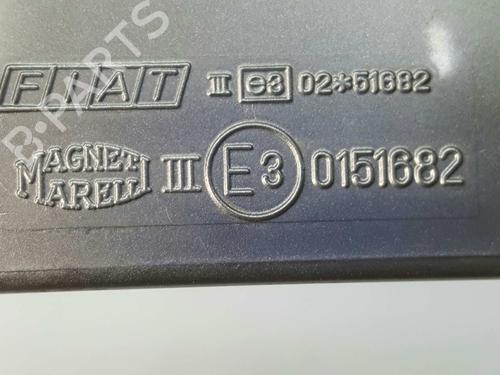 FIAT III e3 02*51682
MAGNETI MARELLI III E3 0151682
B-PARTS